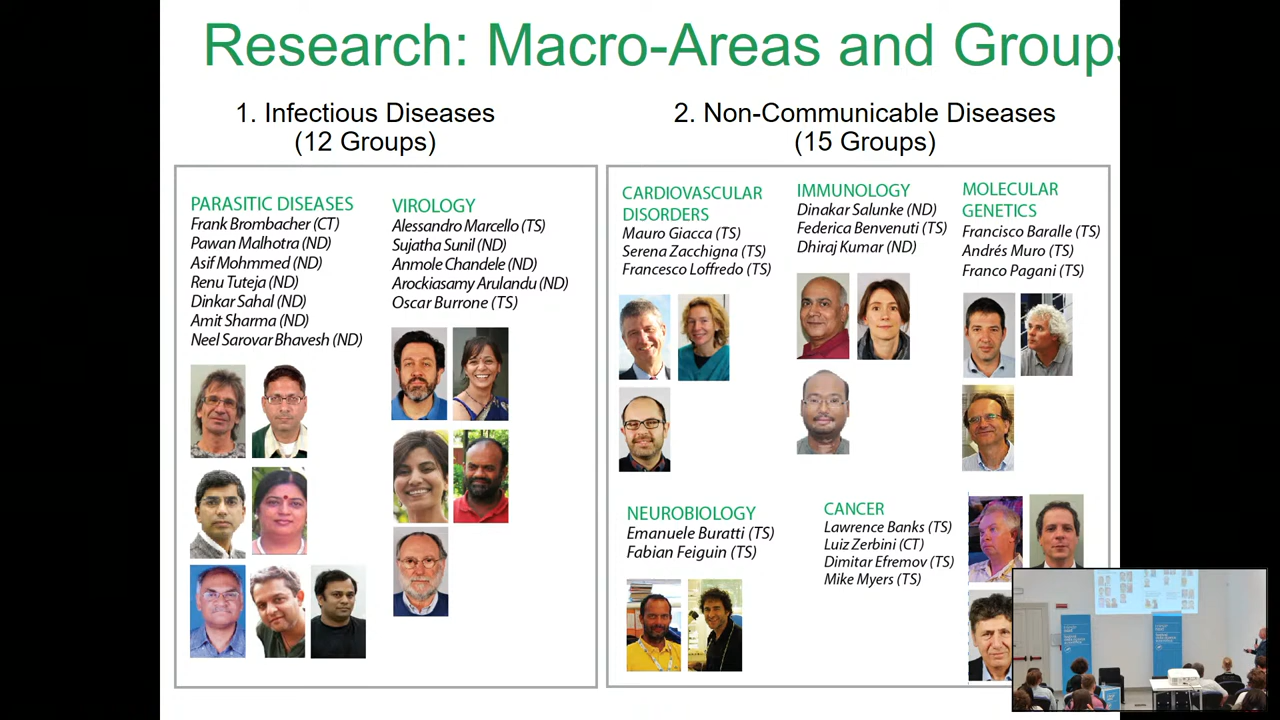 Research: Macro-Areas and Groups
1. Infectious Diseases
(12 Groups)
2. Non-Communicable Diseases
(15 Groups)
PARASITIC DISEASES
Frank Brombacher (CT)
Pawan Malhotra (ND)
Asif Mohmmed (ND)
Renu Tuteja (ND)
Dinkar Sahal (ND)
Amit Sharma (ND)
Neel Sarovar Bhavesh (ND)
VIROLOGY
Alessandro Marcello (TS)
Sujatha Sunil (ND)
Anmole Chandele (ND)
Arockiasamy Arulandu (ND)
Oscar Burrone (TS)
CARDIOVASCULAR
DISORDERS
Mauro Giacca (TS)
Serena Zacchigna (TS)
Francesco Loffredo (TS)
IMMUNOLOGY
Dinakar Salunke (ND)
Federica Benvenuti (TS)
Dhiraj Kumar (ND)
MOLECULAR
GENETICS
Francisco Baralle (TS)
Andrés Muro (TS)
Franco Pagani (TS)
NEUROBIOLOGY
Emanuele Buratti (TS)
Fabian Feiguin (TS)
CANCER
Lawrence Banks (TS)
Luiz Zerbini (CT)
Dimitar Efremov (TS)
Mike Myers (TS)